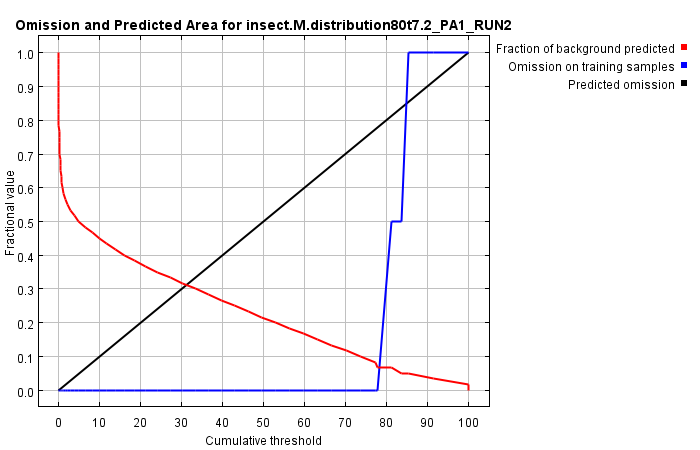 Omission and Predicted Area for insect.M.distribution80t7.2_PA1_RUN2
Fraction of background predicted
Omission on training samples
Predicted omission
Fractional value
1.0
0.9
0.8
0.7
0.6
0.5
0.4
0.3
0.2
0.1
0.0
0 10 20 30 40 50 60 70 80 90 100
Cumulative threshold